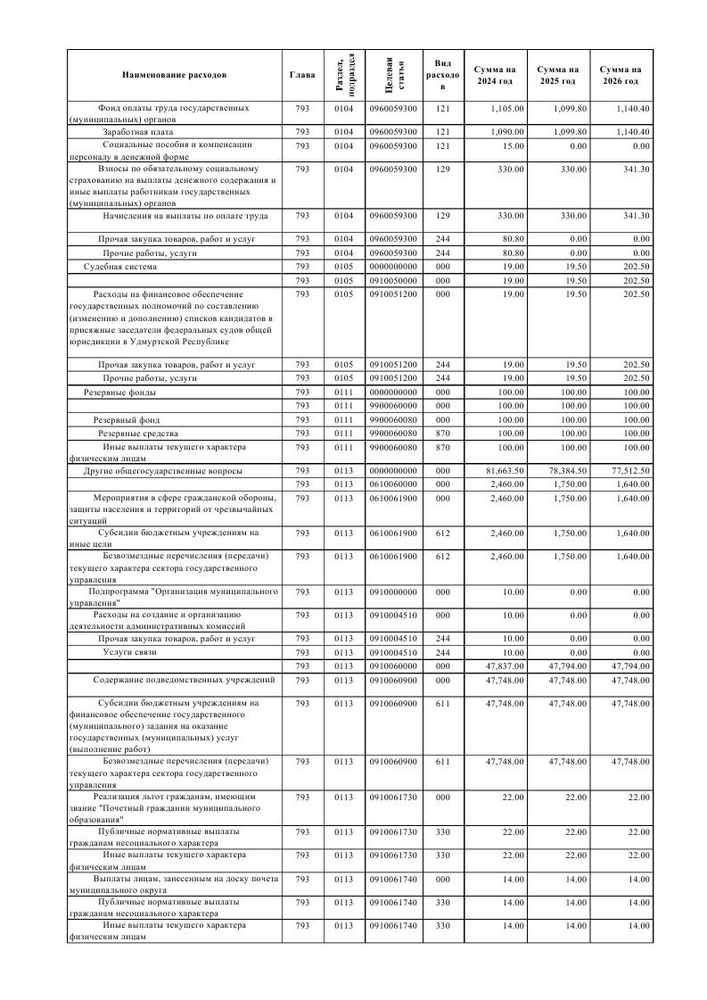 Наименование расходов Глава Раздел, подраздел Целевая статья Вид расходов Сумма на 2024 год Сумма на 2025 год Сумма на 2026 год
Фонд оплаты труда государственных 793 0104 0960059300 121 1,105.00 1,099.80 1,140.40
(муниципальных) органов
Заработная плата 793 0104 0960059300 121 1,090.00 1,099.80 1,140.40
Социальные пособия и компенсации 793 0104 0960059300 121 15.00 0.00 0.00
персоналу в денежной форме
Взносы по обязательному социальному 793 0104 0960059300 129 330.00 330.00 341.30
страхованию на выплаты денежного содержания и
иные выплаты работникам государственных
(муниципальных) органов
Начисления на выплаты по оплате труда 793 0104 0960059300 129 330.00 330.00 341.30
Прочая закупка товаров, работ и услуг 793 0104 0960059300 244 80.80 0.00 0.00
Прочие работы, услуги 793 0104 0960059300 244 80.80 0.00 0.00
Судебная система 793 0105 0000000000 000 19.00 19.50 202.50
793 0105 0910050000 000 19.00 19.50 202.50
Расходы на финансовое обеспечение 793 0105 0910051200 000 19.00 19.50 202.50
государственных полномочий по составлению
(изменению и дополнению) списков кандидатов в
присяжные заседатели федеральных судов общей
юрисдикции в Удмуртской Республике
Прочая закупка товаров, работ и услуг 793 0105 0910051200 244 19.00 19.50 202.50
Прочие работы, услуги 793 0105 0910051200 244 19.00 19.50 202.50
Резервные фонды 793 0111 0000000000 000 100.00 100.00 100.00
793 0111 9900060000 000 100.00 100.00 100.00
Резервный фонд 793 0111 9900060080 000 100.00 100.00 100.00
Резервные средства 793 0111 9900060080 870 100.00 100.00 100.00
Иные выплаты текущего характера 793 0111 9900060080 870 100.00 100.00 100.00
физическим лицам
Другие общегосударственные вопросы 793 0113 0000000000 000 81,663.50 78,384.50 77,512.50
793 0113 0610060000 000 2,460.00 1,750.00 1,640.00
Мероприятия в сфере гражданской обороны, 793 0113 0610061900 000 2,460.00 1,750.00 1,640.00
защиты населения и территорий от чрезвычайных
ситуаций
Субсидии бюджетным учреждениям на 793 0113 0610061900 612 2,460.00 1,750.00 1,640.00
иные цели
Безвозмездные перечисления (передачи) 793 0113 0610061900 612 2,460.00 1,750.00 1,640.00
текущего характера сектора государственного
управления
Подпрограмма "Организация муниципального 793 0113 0910000000 000 10.00 0.00 0.00
управления"
Расходы на создание и организацию 793 0113 0910004510 000 10.00 0.00 0.00
деятельности административных комиссий
Прочая закупка товаров, работ и услуг 793 0113 0910004510 244 10.00 0.00 0.00
Услуги связи 793 0113 0910004510 244 10.00 0.00 0.00
793 0113 0910060000 000 47,837.00 47,794.00 47,794.00
Содержание подведомственных учреждений 793 0113 0910060900 000 47,748.00 47,748.00 47,748.00
Субсидии бюджетным учреждениям на 793 0113 0910060900 611 47,748.00 47,748.00 47,748.00
финансовое обеспечение государственного
(муниципального) задания на оказание
государственных (муниципальных) услуг
(выполнение работ)
Безвозмездные перечисления (передачи) 793 0113 0910060900 611 47,748.00 47,748.00 47,748.00
текущего характера сектора государственного
управления
Реализация льгот гражданам, имеющим 793 0113 0910061730 000 22.00 22.00 22.00
звание "Почетный гражданин муниципального
образования"
Публичные нормативные выплаты 793 0113 0910061730 330 22.00 22.00 22.00
гражданам несоциального характера
Иные выплаты текущего характера 793 0113 0910061730 330 22.00 22.00 22.00
физическим лицам
Выплаты лицам, занесенным на доску почета 793 0113 0910061740 000 14.00 14.00 14.00
муниципального округа
Публичные нормативные выплаты 793 0113 0910061740 330 14.00 14.00 14.00
гражданам несоциального характера
Иные выплаты текущего характера 793 0113 0910061740 330 14.00 14.00 14.00
физическим лицам